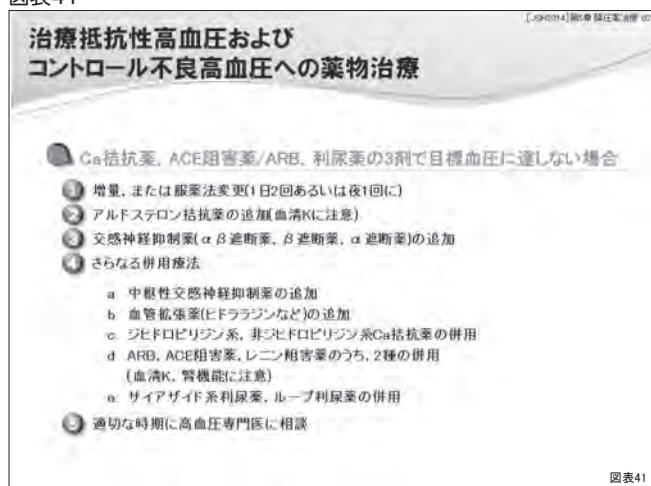 図表41
[JSH2014]第5章 降圧薬治療
治療抵抗性高血圧および
コントロール不良高血圧への薬物治療
Ca拮抗薬、ACE阻害薬/ARB、利尿薬の3剤で目標血圧に達しない場合
1 増量、または服薬法変更(1日2回あるいは夜1回に)
2 アルドステロン拮抗薬の追加(血清Kに注意)
3 交感神経抑制薬(αβ遮断薬、β遮断薬、α遮断薬)の追加
4 さらなる併用療法
a 中枢性交感神経抑制薬の追加
b 血管拡張薬(ヒドララジンなど)の追加
c ジヒドロピリジン系、非ジヒドロピリジン系Ca拮抗薬の併用
d ARB、ACE阻害薬、レニン阻害薬のうち、2種の併用
(血清K、腎機能に注意)
e サイアザイド系利尿薬、ループ利尿薬の併用
5 適切な時期に高血圧専門医に相談
図表41